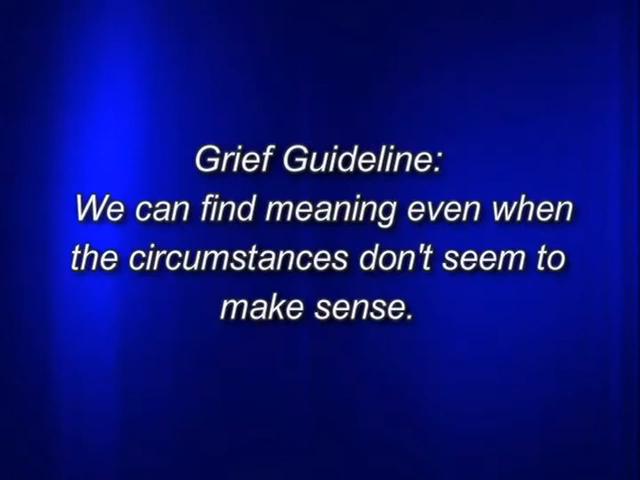 Grief Guideline:
We can find meaning even when
the circumstances don't seem to
make sense.